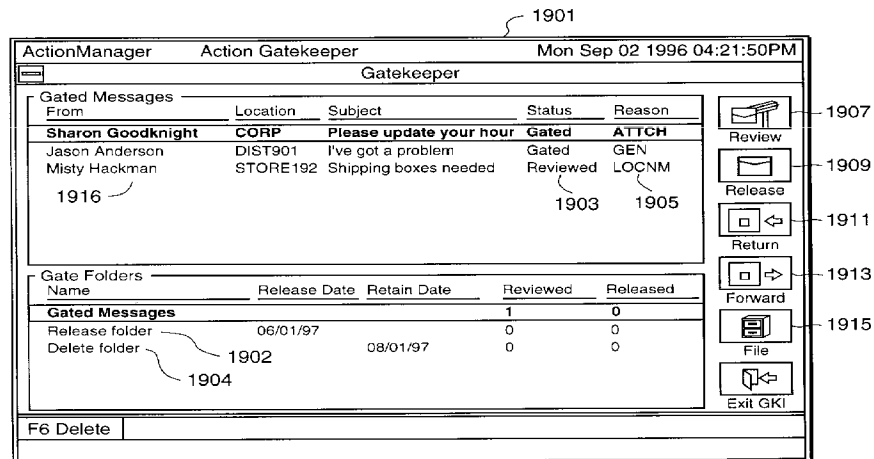 1901
ActionManager Action Gatekeeper Mon Sep 02 1996 04:21:50PM
Gatekeeper
Gated Messages
From Location Subject Status Reason
Sharon Goodknight CORP Please update your hour Gated ATTCH
Jason Anderson DIST901 I've got a problem Gated GEN
Misty Hackman STORE192 Shipping boxes needed Reviewed LOCNM
1916 1903 1905
Review 1907
Release 1909
Return 1911
Forward 1913
File 1915
Exit GKI
Gate Folders
Name Release Date Retain Date Reviewed Released
Gated Messages 1 0
Release folder 06/01/97 0 0
Delete folder 08/01/97 0 0
1902
1904
F6 Delete